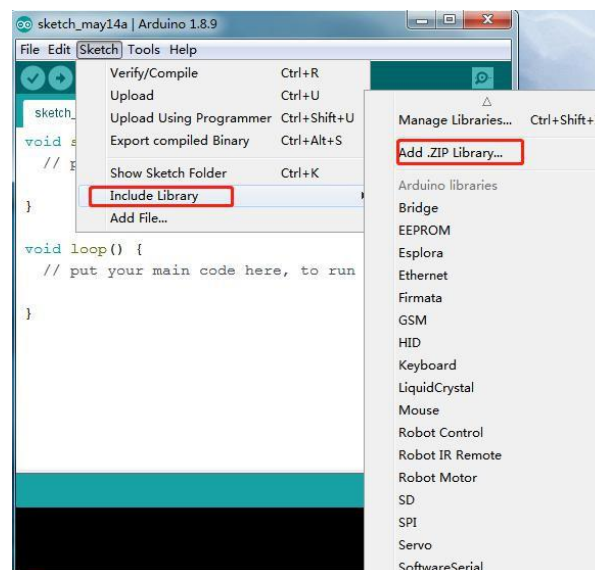 sketch_may14a | Arduino 1.8.9
File Edit Sketch Tools Help
Verify/Compile Ctrl+R
Upload Ctrl+U
Upload Using Programmer Ctrl+Shift+U
Export compiled Binary Ctrl+Alt+S
Show Sketch Folder Ctrl+K
Include Library
Add File...
sketch_
void s
// p
}
void loop() {
// put your main code here, to run
}
Manage Libraries... Ctrl+Shift+
Add .ZIP Library...
Arduino libraries
Bridge
EEPROM
Esplora
Ethernet
Firmata
GSM
HID
Keyboard
LiquidCrystal
Mouse
Robot Control
Robot IR Remote
Robot Motor
SD
SPI
Servo
SoftwareSerial